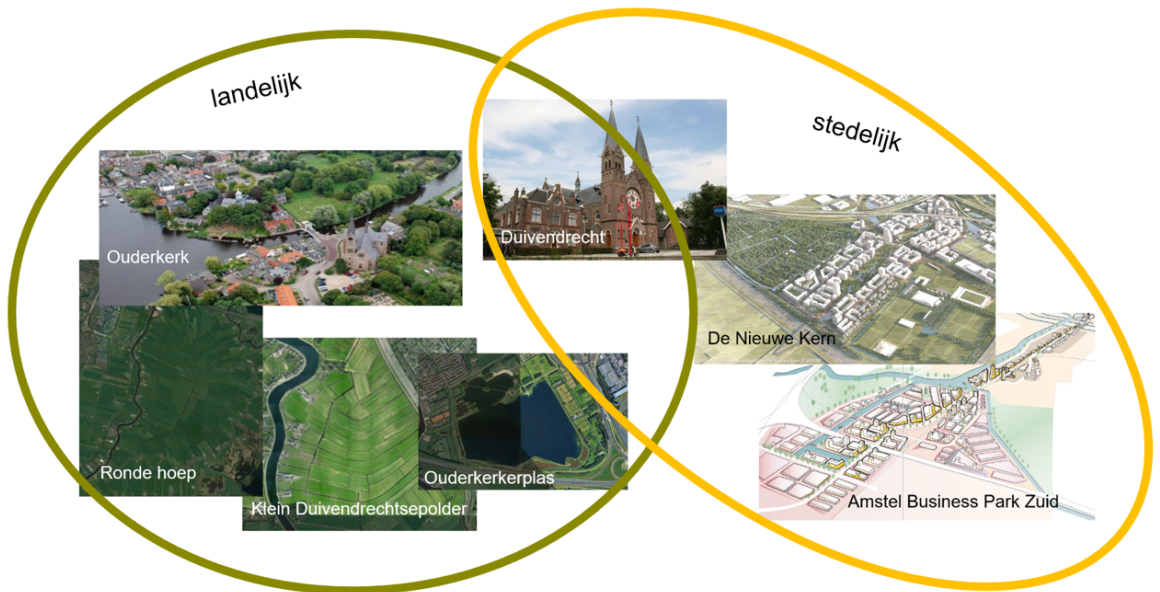 landelijk
stedelijk
Ouderkerk
Duivendrecht
De Nieuwe Kern
Ronde hoep
Klein Duivendrechtsepolder
Ouderkerkerplas
Amstel Business Park Zuid